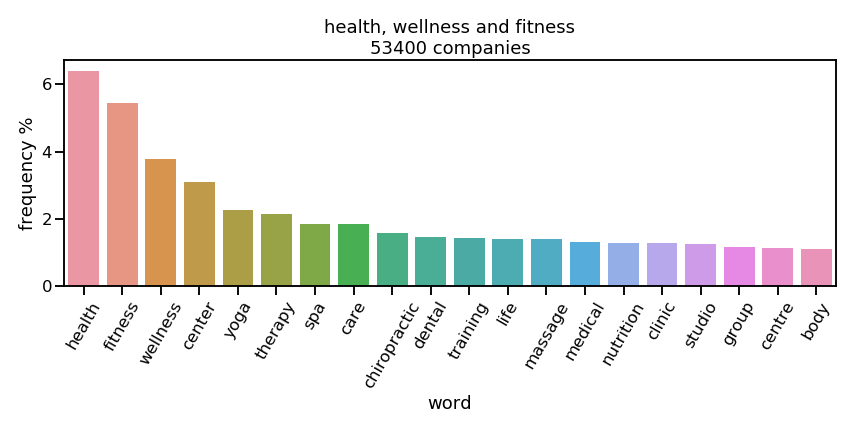 health, wellness and fitness
53400 companies
frequency %
6
4
2
0
health
fitness
wellness
center
yoga
therapy
spa
care
chiropractic
dental
training
life
massage
medical
nutrition
clinic
studio
group
centre
body
word